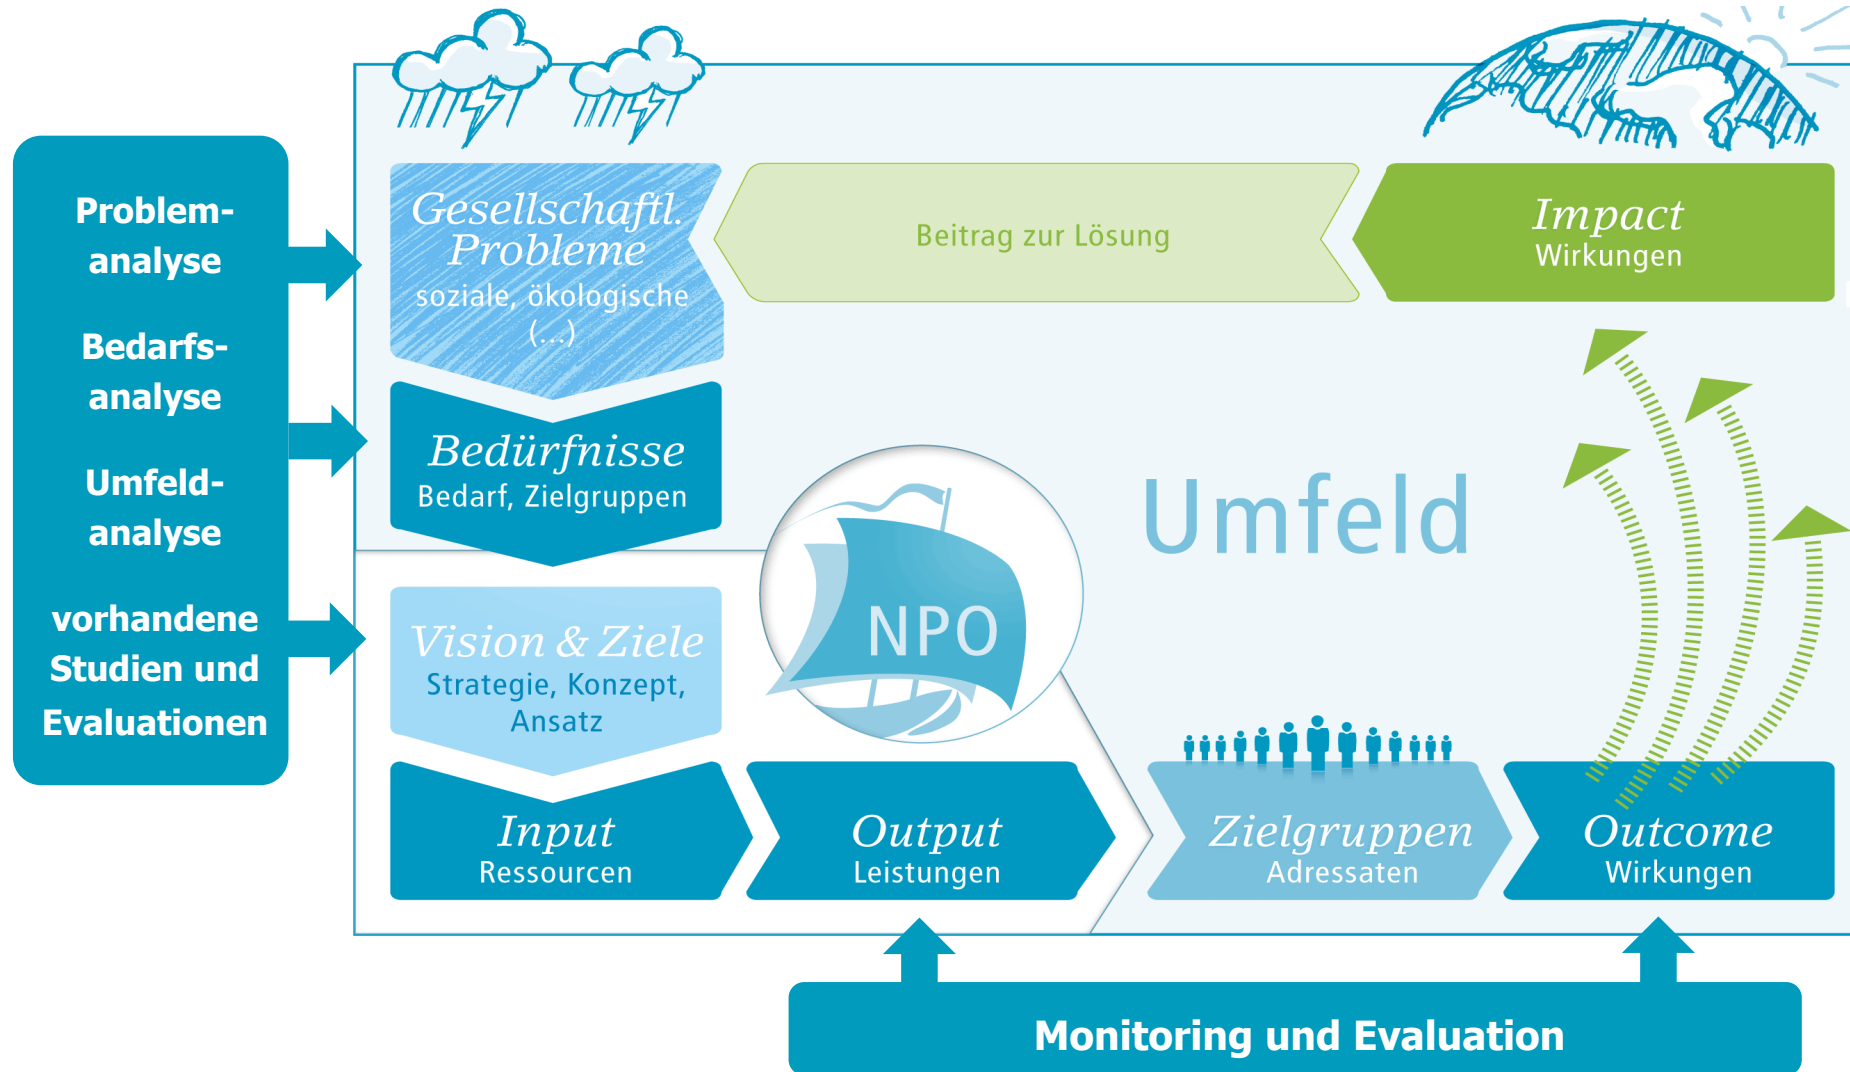 Problem-
analyse
Bedarfs-
analyse
Umfeld-
analyse
vorhandene
Studien und
Evaluationen
Gesellschaftl.
Probleme
soziale, ökologische
(...)
Beitrag zur Lösung
Impact
Wirkungen
Bedürfnisse
Bedarf, Zielgruppen
Umfeld
NPO
Vision & Ziele
Strategie, Konzept,
Ansatz
Input
Ressourcen
Output
Leistungen
Zielgruppen
Adressaten
Outcome
Wirkungen
Monitoring und Evaluation